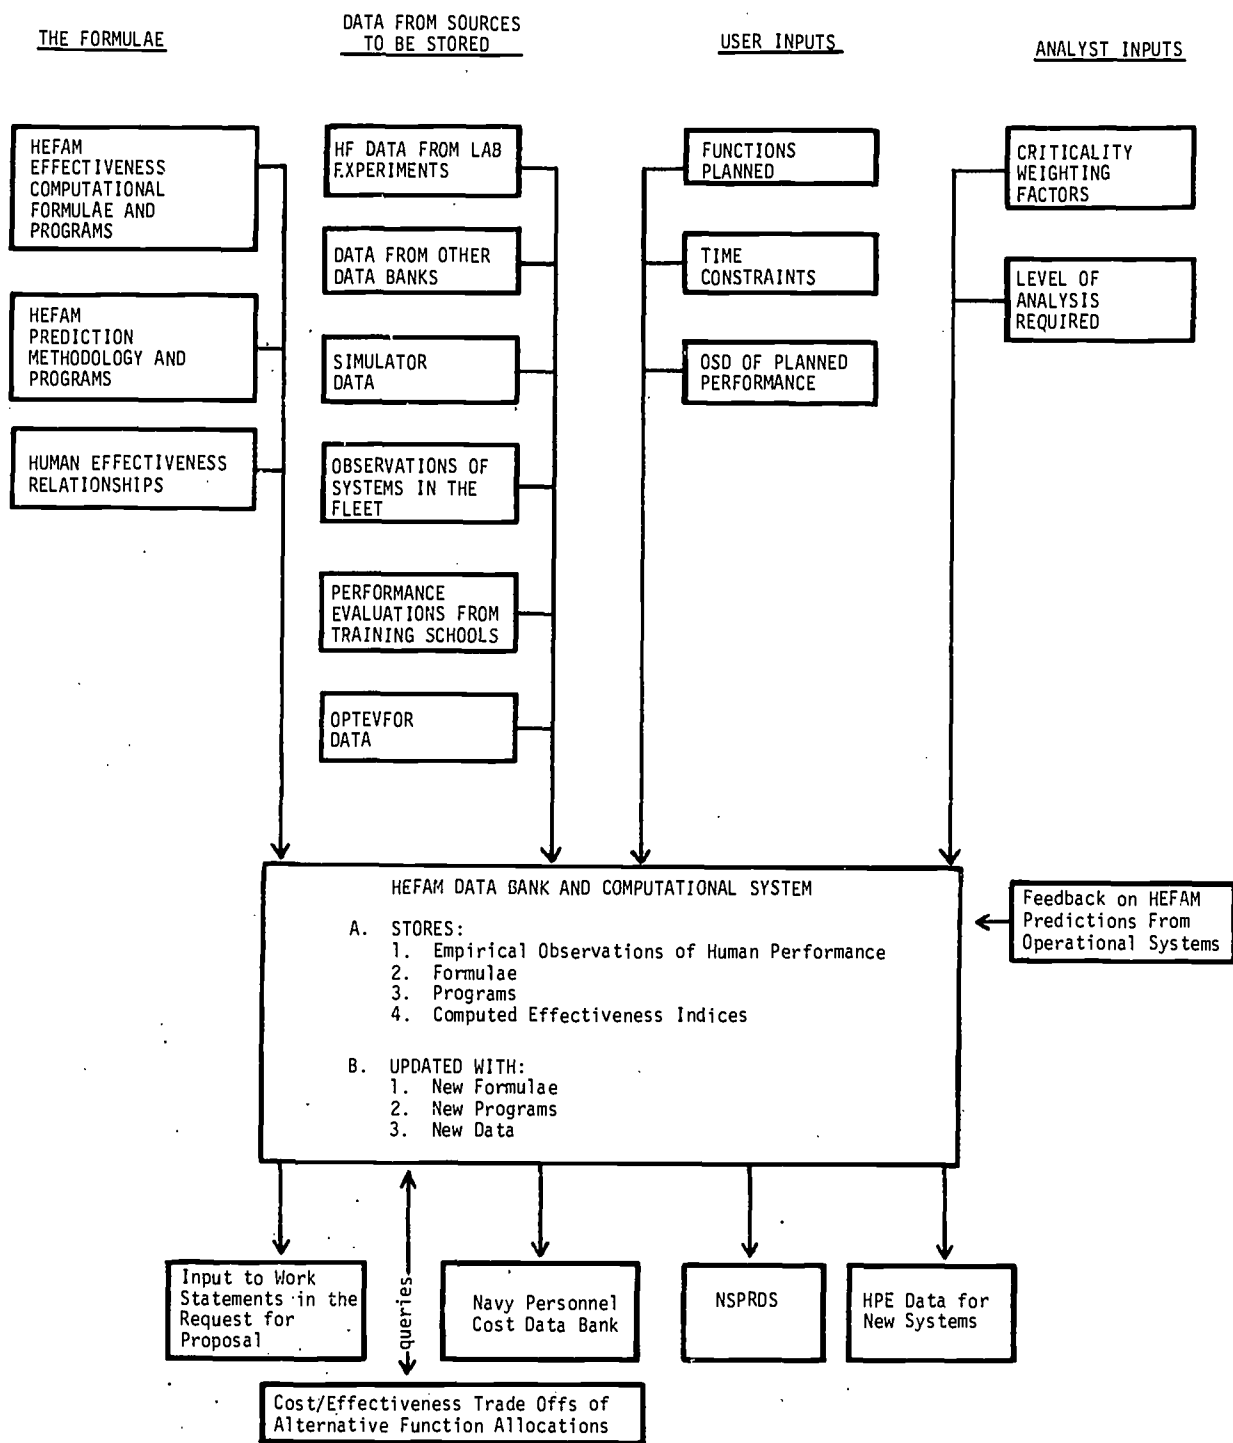 THE FORMULAE
DATA FROM SOURCES
TO BE STORED
USER INPUTS
ANALYST INPUTS
HEFAM
EFFECTIVENESS
COMPUTATIONAL
FORMULAE AND
PROGRAMS
HEFAM
PREDICTION
METHODOLOGY AND
PROGRAMS
HUMAN EFFECTIVENESS
RELATIONSHIPS
HF DATA FROM LAB
EXPERIMENTS
DATA FROM OTHER
DATA BANKS
SIMULATOR
DATA
OBSERVATIONS OF
SYSTEMS IN THE
FLEET
PERFORMANCE
EVALUATIONS FROM
TRAINING SCHOOLS
OPTEVFOR
DATA
FUNCTIONS
PLANNED
TIME
CONSTRAINTS
OSD OF PLANNED
PERFORMANCE
CRITICALITY
WEIGHTING
FACTORS
LEVEL OF
ANALYSIS
REQUIRED
HEFAM DATA BANK AND COMPUTATIONAL SYSTEM
A. STORES:
1. Empirical Observations of Human Performance
2. Formulae
3. Programs
4. Computed Effectiveness Indices
B. UPDATED WITH:
1. New Formulae
2. New Programs
3. New Data
Feedback on HEFAM
Predictions From
Operational Systems
Input to Work
Statements in the
Request for
Proposal
queries
Navy Personnel
Cost Data Bank
NSPRDS
HPE Data for
New Systems
Cost/Effectiveness Trade Offs of
Alternative Function Allocations